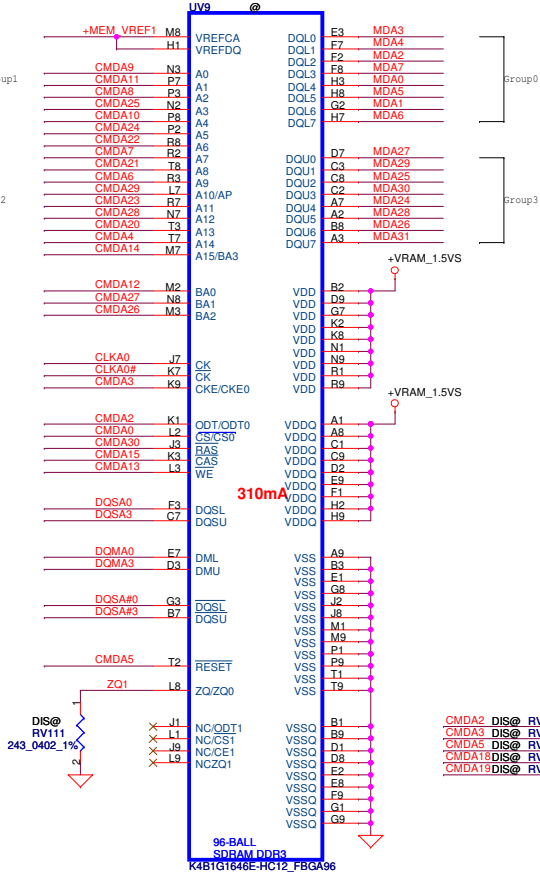 UV9 @
+MEM_VREF1 M8 VREFCA DQL0 E3 MDA3
H1 VREFDQ DQL1 F7 MDA4
DQL2 F2 MDA2
CMDA9 N3 A0 DQL3 F8 MDA7
up1 CMDA11 P7 A1 DQL4 H3 MDA0 Group0
CMDA8 P3 A2 DQL5 H8 MDA5
CMDA25 N2 A3 DQL6 G2 MDA1
CMDA10 P8 A4 DQL7 H7 MDA6
CMDA24 P2 A5
CMDA22 R8 A6
CMDA7 R2 A7 DQU0 D7 MDA27
CMDA21 T8 A8 DQU1 C3 MDA29
CMDA6 R3 A9 DQU2 C8 MDA25
2 CMDA29 L7 A10/AP DQU3 C2 MDA30 Group3
CMDA23 R7 A11 DQU4 A7 MDA24
CMDA28 N7 A12 DQU5 A2 MDA28
CMDA20 T3 A13 DQU6 B8 MDA26
CMDA4 T7 A14 DQU7 A3 MDA31
CMDA14 M7 A15/BA3
+VRAM_1.5VS
CMDA12 M2 BA0 VDD B2
CMDA27 N8 BA1 VDD D9
CMDA26 M3 BA2 VDD G7
VDD K2
VDD K8
VDD N1
CLKA0 J7 CK VDD N9
CLKA0# K7 CK VDD R1
CMDA3 K9 CKE/CKE0 VDD R9
+VRAM_1.5VS
CMDA2 K1 ODT/ODT0 VDDQ A1
CMDA0 L2 CS/CS0 VDDQ A8
CMDA30 J3 RAS VDDQ C1
CMDA15 K3 CAS VDDQ C9
CMDA13 L3 WE VDDQ D2
VDDQ E9
310mA VDDQ F1
DQSA0 F3 DQSL VDDQ H2
DQSA3 C7 DQSU VDDQ H9
DQMA0 E7 DML VSS A9
DQMA3 D3 DMU VSS B3
VSS E1
VSS G8
DQSA#0 G3 DQSL VSS J2
DQSA#3 B7 DQSU VSS J8
VSS M1
VSS M9
VSS P1
CMDA5 T2 RESET VSS P9
VSS T1
ZQ1 L8 ZQ/ZQ0 VSS T9
1
DIS@ J1 NC/ODT1 VSSQ B1 CMDA2 DIS@ RV
RV111 L1 NC/CS1 VSSQ B9 CMDA3 DIS@ RV
243_0402_1% J9 NC/CE1 VSSQ D1 CMDA5 DIS@ RV
2 L9 NCZQ1 VSSQ D8 CMDA18 DIS@ RV
VSSQ E2 CMDA19 DIS@ RV
VSSQ E8
VSSQ F9
VSSQ G1
VSSQ G9
96-BALL
SDRAM DDR3
K4B1G1646E-HC12_FBGA96